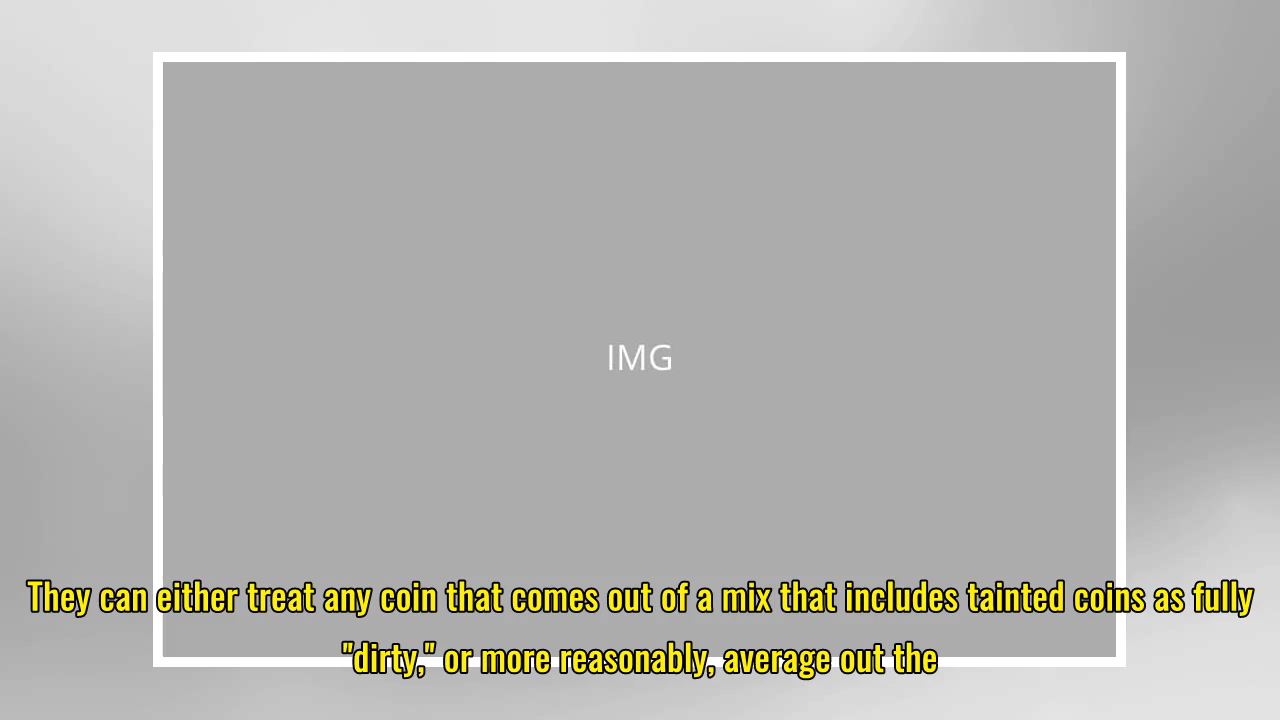 IMG
They can either treat any coin that comes out of a mix that includes tainted coins as fully
"dirty," or more reasonably, average out the